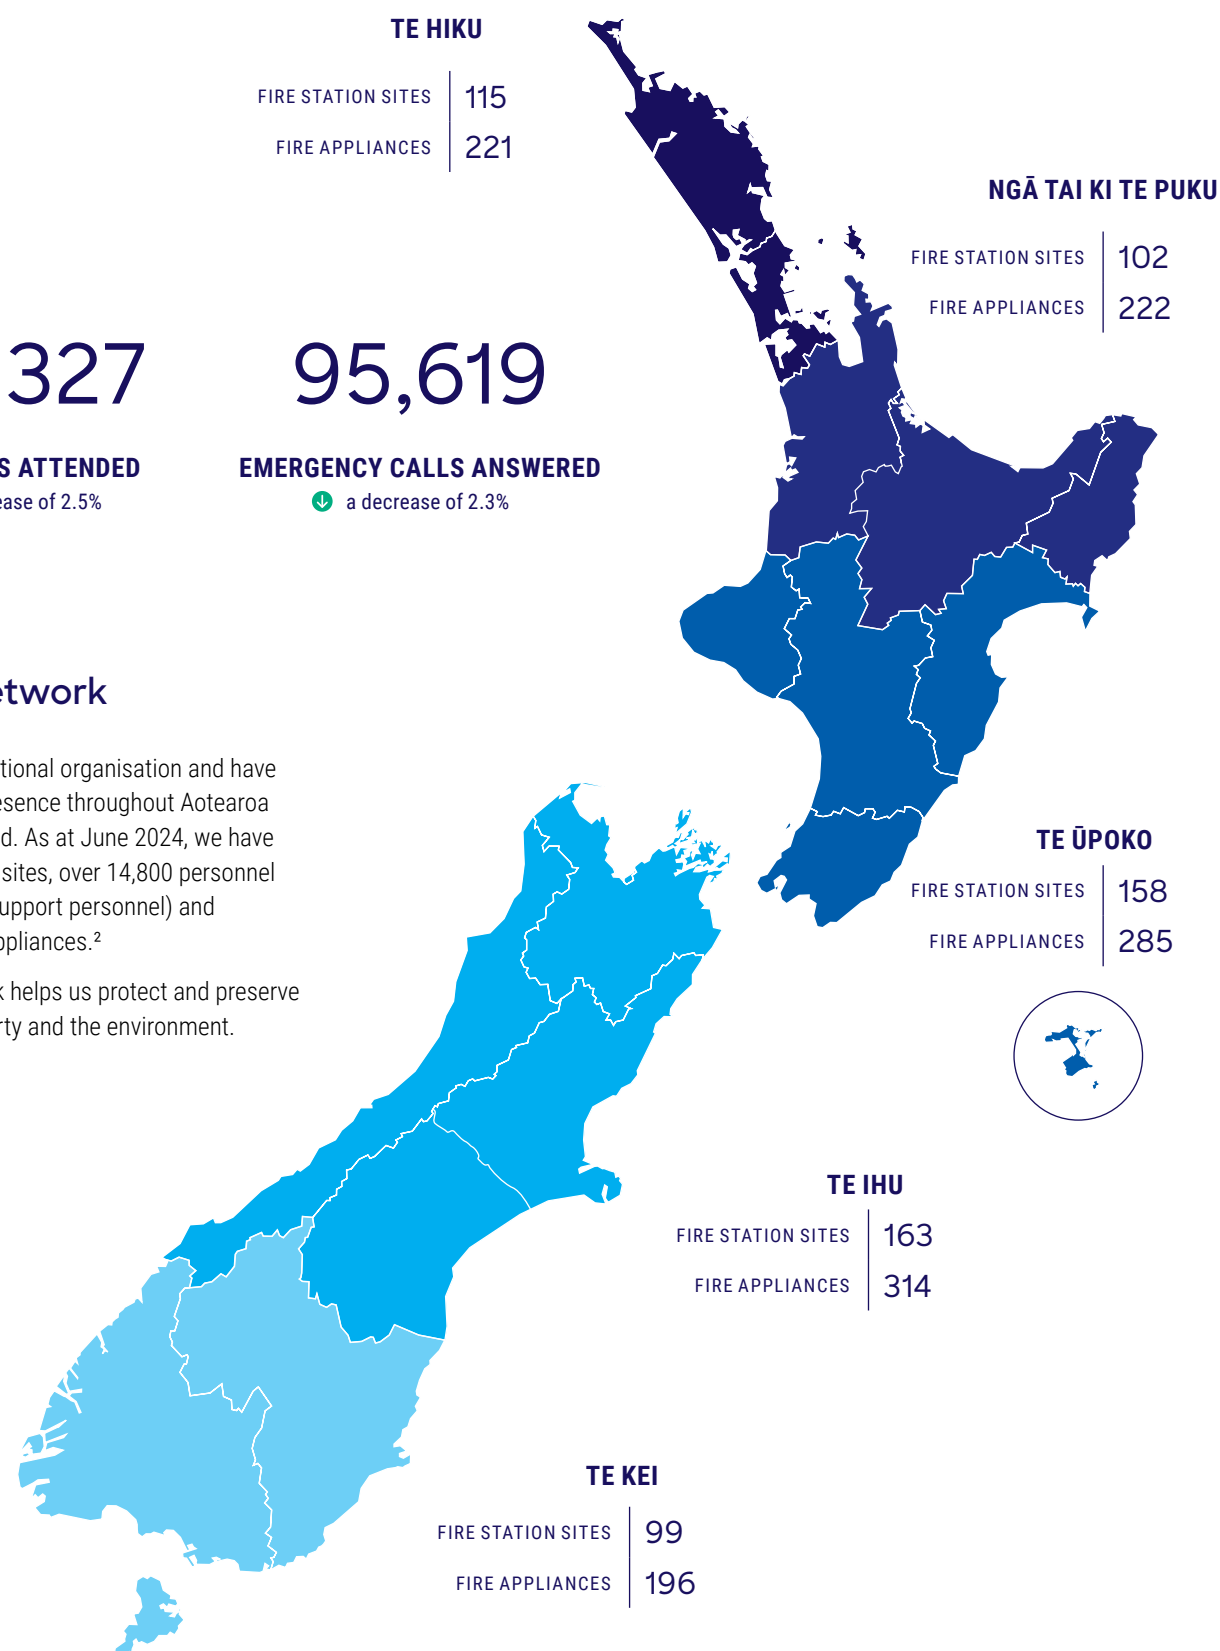 TE HIKU
FIRE STATION SITES 115
FIRE APPLIANCES 221
NGĀ TAI KI TE PUKU
FIRE STATION SITES 102
FIRE APPLIANCES 222
327
S ATTENDED
ease of 2.5%
95,619
EMERGENCY CALLS ANSWERED
a decrease of 2.3%
etwork
tional organisation and have
esence throughout Aotearoa
d. As at June 2024, we have
sites, over 14,800 personnel
upport personnel) and
ppliances.²
k helps us protect and preserve
rty and the environment.
TE ŪPOKO
FIRE STATION SITES 158
FIRE APPLIANCES 285
TE IHU
FIRE STATION SITES 163
FIRE APPLIANCES 314
TE KEI
FIRE STATION SITES 99
FIRE APPLIANCES 196